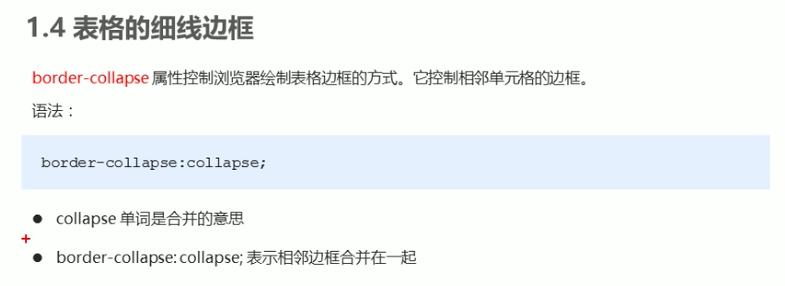 1.4 表格的细线边框
border-collapse 属性控制浏览器绘制表格边框的方式。它控制相邻单元格的边框。
语法：
border-collapse:collapse;
● collapse 单词是合并的意思
● border-collapse: collapse; 表示相邻边框合并在一起